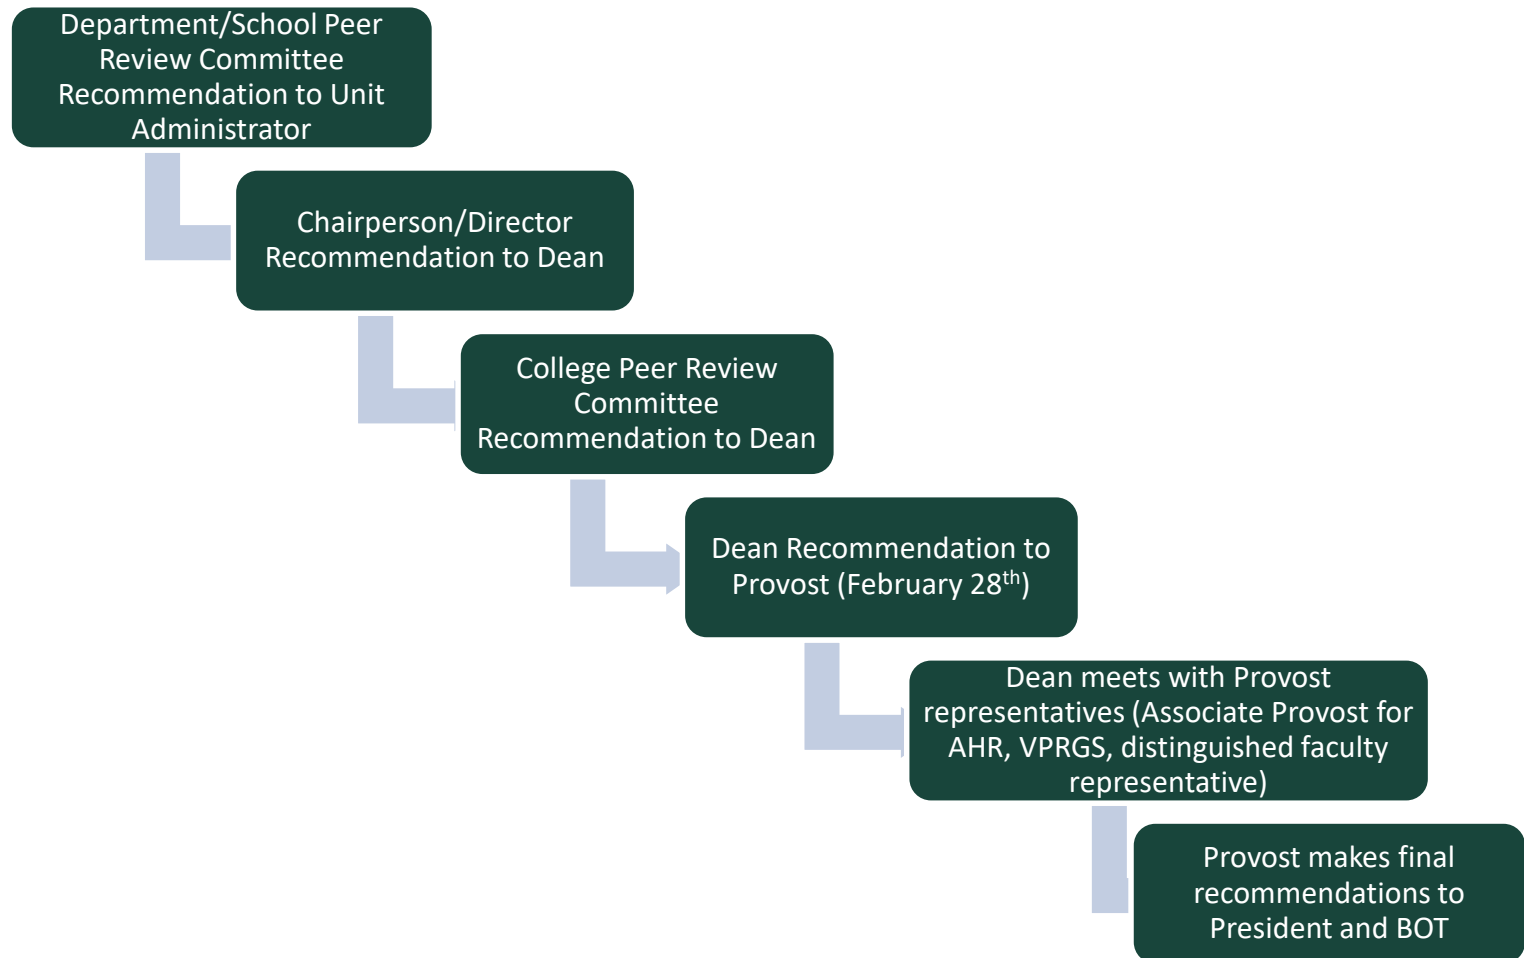 Department/School Peer
Review Committee
Recommendation to Unit
Administrator
Chairperson/Director
Recommendation to Dean
College Peer Review
Committee
Recommendation to Dean
Dean Recommendation to
Provost (February 28th)
Dean meets with Provost
representatives (Associate Provost for
AHR, VPRGS, distinguished faculty
representative)
Provost makes final
recommendations to
President and BOT